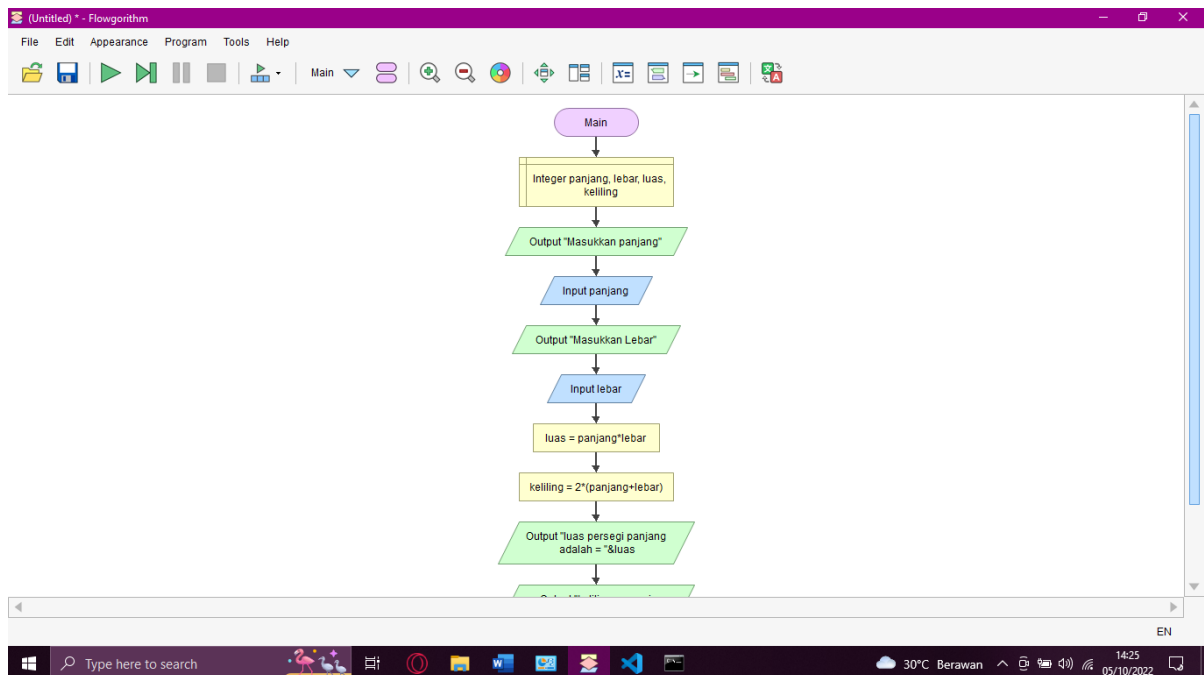 (Untitled) * - Flowgorithm
File Edit Appearance Program Tools Help
Main
x=
Main
Integer panjang, lebar, luas,
keliling
Output "Masukkan panjang"
Input panjang
Output "Masukkan Lebar"
Input lebar
luas = panjang*lebar
keliling = 2*(panjang+lebar)
Output "luas persegi panjang
adalah = "&luas
EN
Type here to search
30°C Berawan
14:25
05/10/2022